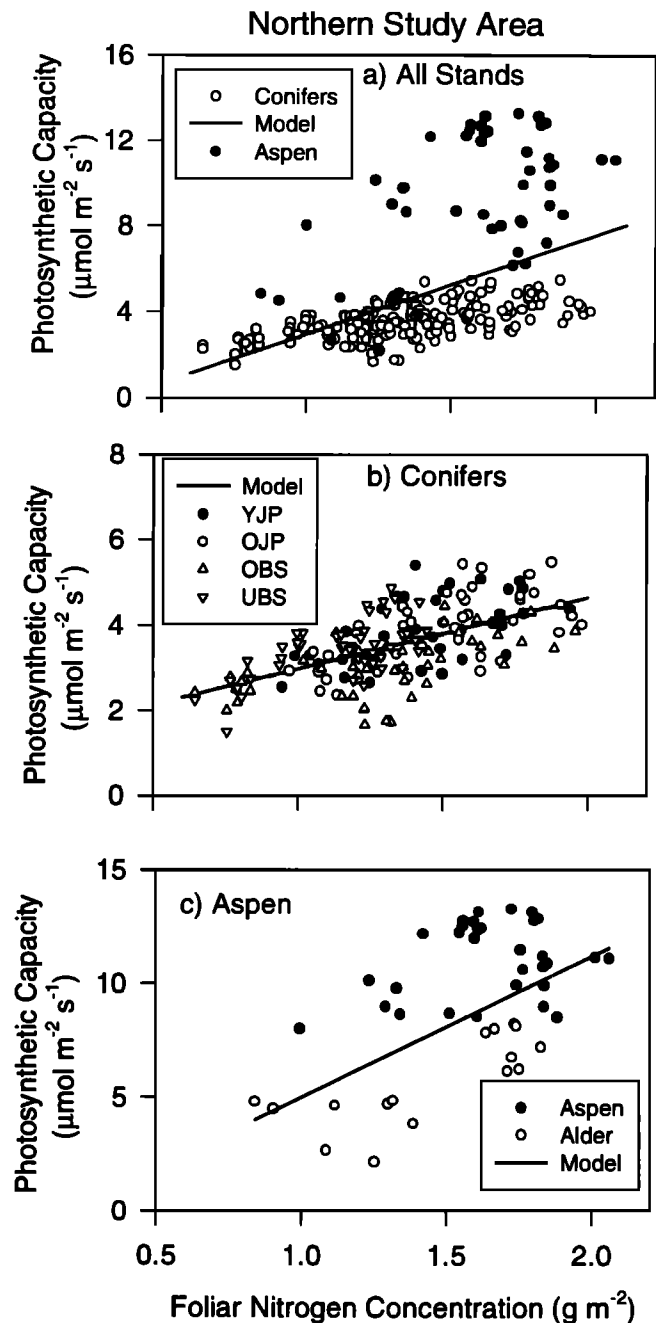 Northern Study Area
a) All Stands
Conifers
Model
Aspen
16
12
8
4
0
Photosynthetic Capacity
(μmol m⁻² s⁻¹)
b) Conifers
Model
YJP
OJP
OBS
UBS
8
6
4
2
0
Photosynthetic Capacity
(μmol m⁻² s⁻¹)
c) Aspen
Aspen
Alder
Model
15
10
5
0
Photosynthetic Capacity
(μmol m⁻² s⁻¹)
0.5 1.0 1.5 2.0
Foliar Nitrogen Concentration (g m⁻²)